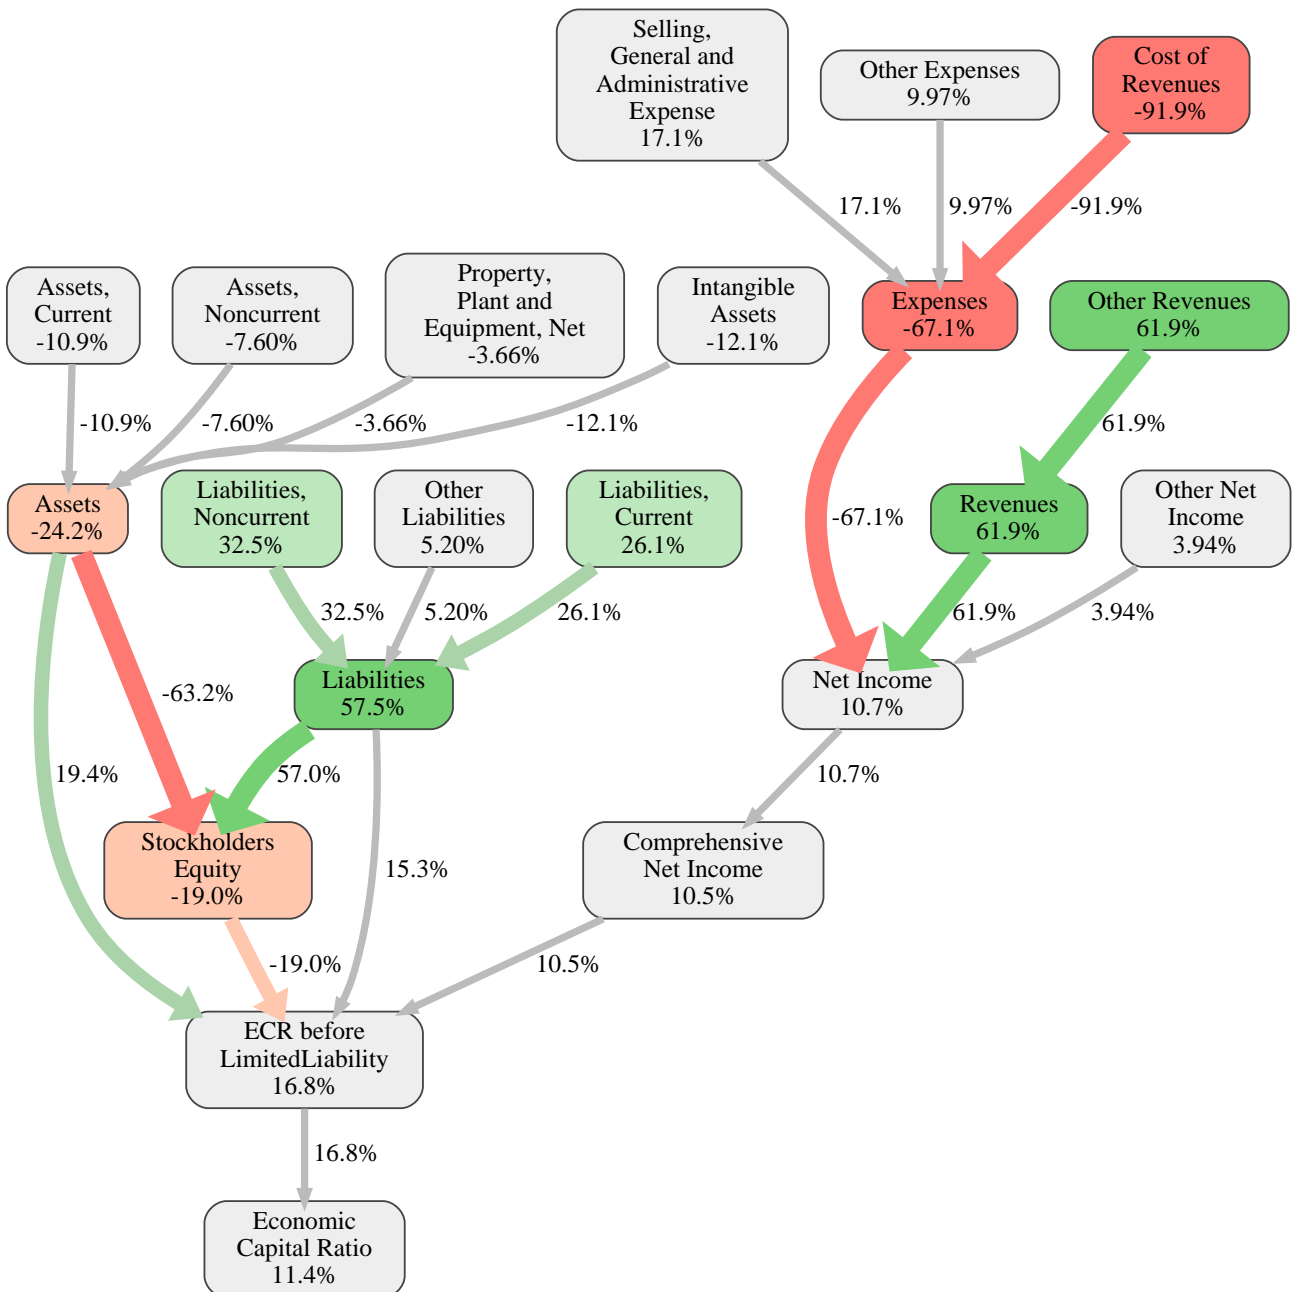 Selling,
General and
Administrative
Expense
17.1%
Other Expenses
9.97%
Cost of
Revenues
-91.9%
17.1%
9.97%
-91.9%
Assets,
Current
-10.9%
Assets,
Noncurrent
-7.60%
Property,
Plant and
Equipment, Net
-3.66%
Intangible
Assets
-12.1%
Expenses
-67.1%
Other Revenues
61.9%
-10.9%
-7.60%
-3.66%
-12.1%
61.9%
Assets
-24.2%
Liabilities,
Noncurrent
32.5%
Other
Liabilities
5.20%
Liabilities,
Current
26.1%
-67.1%
Revenues
61.9%
Other Net
Income
3.94%
32.5%
5.20%
26.1%
61.9%
3.94%
-63.2%
Liabilities
57.5%
Net Income
10.7%
19.4%
57.0%
10.7%
Stockholders
Equity
-19.0%
15.3%
Comprehensive
Net Income
10.5%
-19.0%
10.5%
ECR before
LimitedLiability
16.8%
16.8%
Economic
Capital Ratio
11.4%